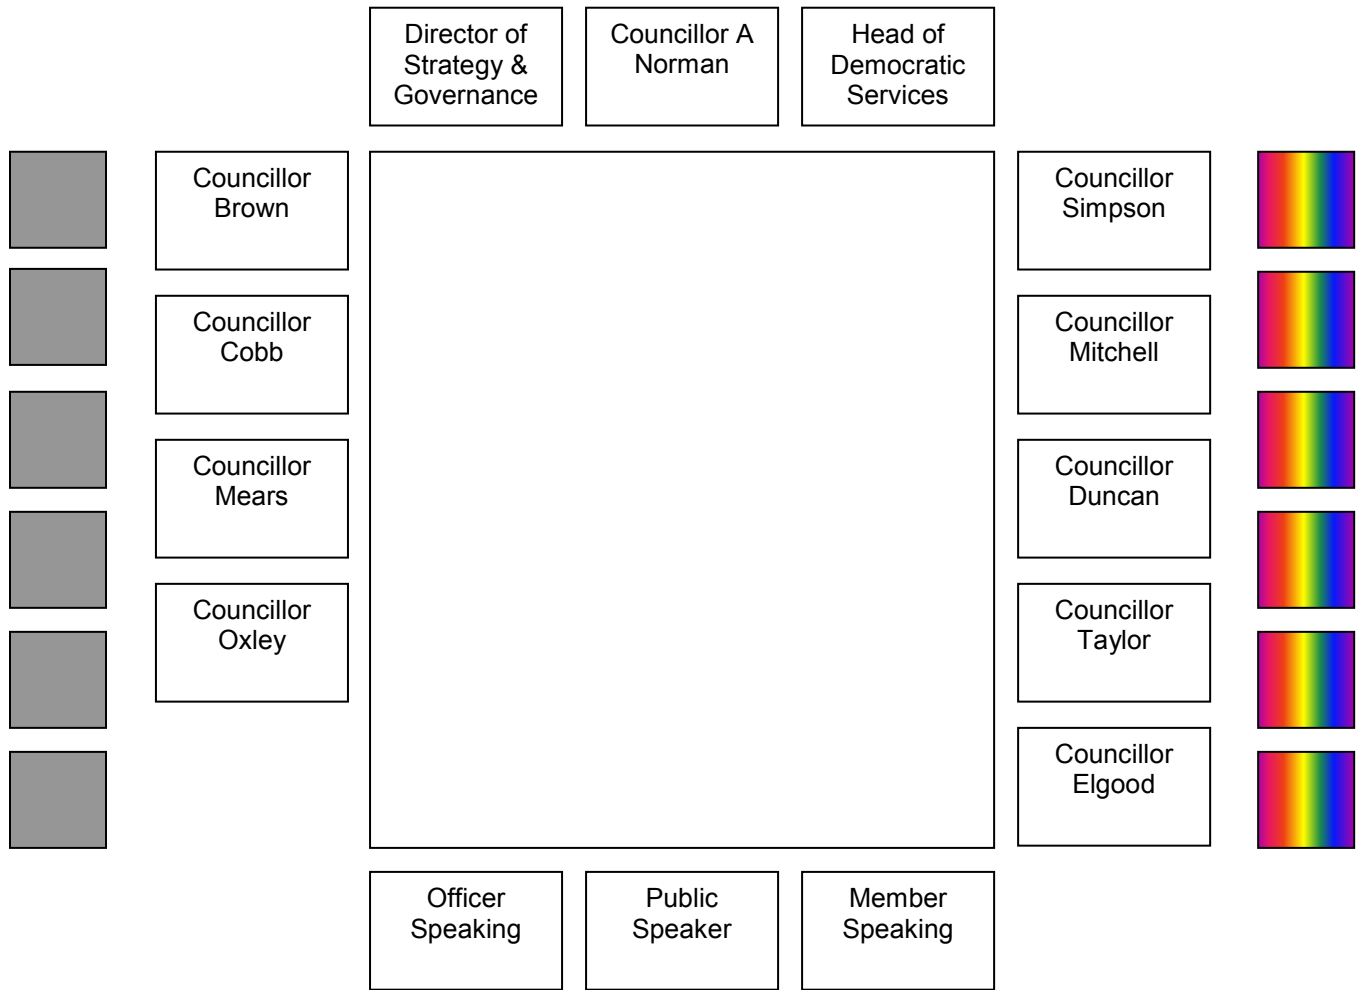 Director of
Strategy &
Governance
Councillor A
Norman
Head of
Democratic
Services
Councillor
Brown
Councillor
Simpson
Councillor
Cobb
Councillor
Mitchell
Councillor
Mears
Councillor
Duncan
Councillor
Oxley
Councillor
Taylor
Councillor
Elgood
Officer
Speaking
Public
Speaker
Member
Speaking